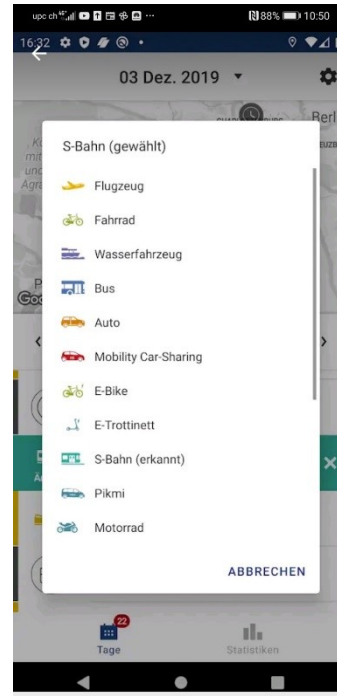 upc ch 88% 10:50
16:32
03 Dez. 2019
Berl
S-Bahn (gewählt)
Flugzeug
Fahrrad
Wasserfahrzeug
Bus
Auto
Mobility Car-Sharing
E-Bike
E-Trottinett
S-Bahn (erkannt)
Pikmi
Motorrad
ABBRECHEN
22
Tage
Statistiken